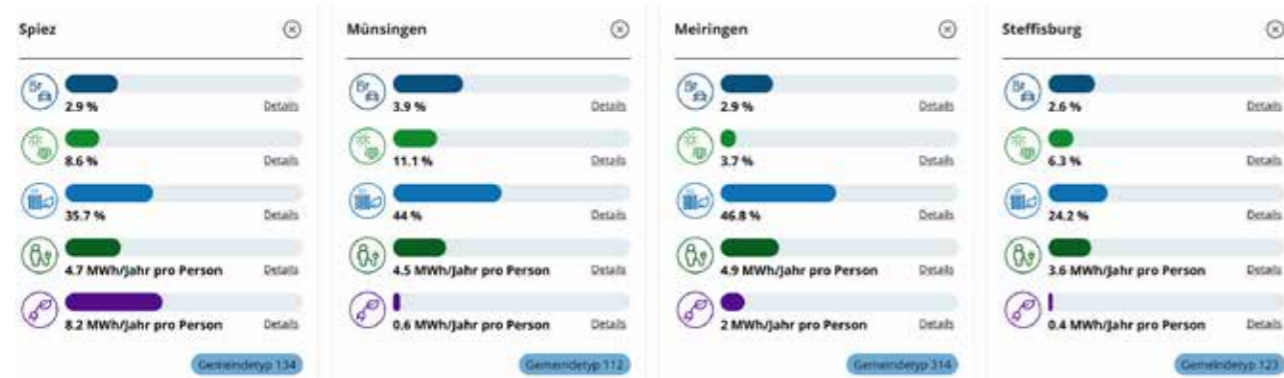 Spiez
2.9 %
Details
8.6 %
Details
35.7 %
Details
4.7 MWh/Jahr pro Person
Details
8.2 MWh/Jahr pro Person
Details
Gemeindetyp 134
Münsingen
3.9 %
Details
11.1 %
Details
44 %
Details
4.5 MWh/Jahr pro Person
Details
0.6 MWh/Jahr pro Person
Details
Gemeindetyp 112
Meiringen
2.9 %
Details
3.7 %
Details
46.8 %
Details
4.9 MWh/Jahr pro Person
Details
2 MWh/Jahr pro Person
Details
Gemeindetyp 314
Steffisburg
2.6 %
Details
6.3 %
Details
24.2 %
Details
3.6 MWh/Jahr pro Person
Details
0.4 MWh/Jahr pro Person
Details
Gemeindetyp 123